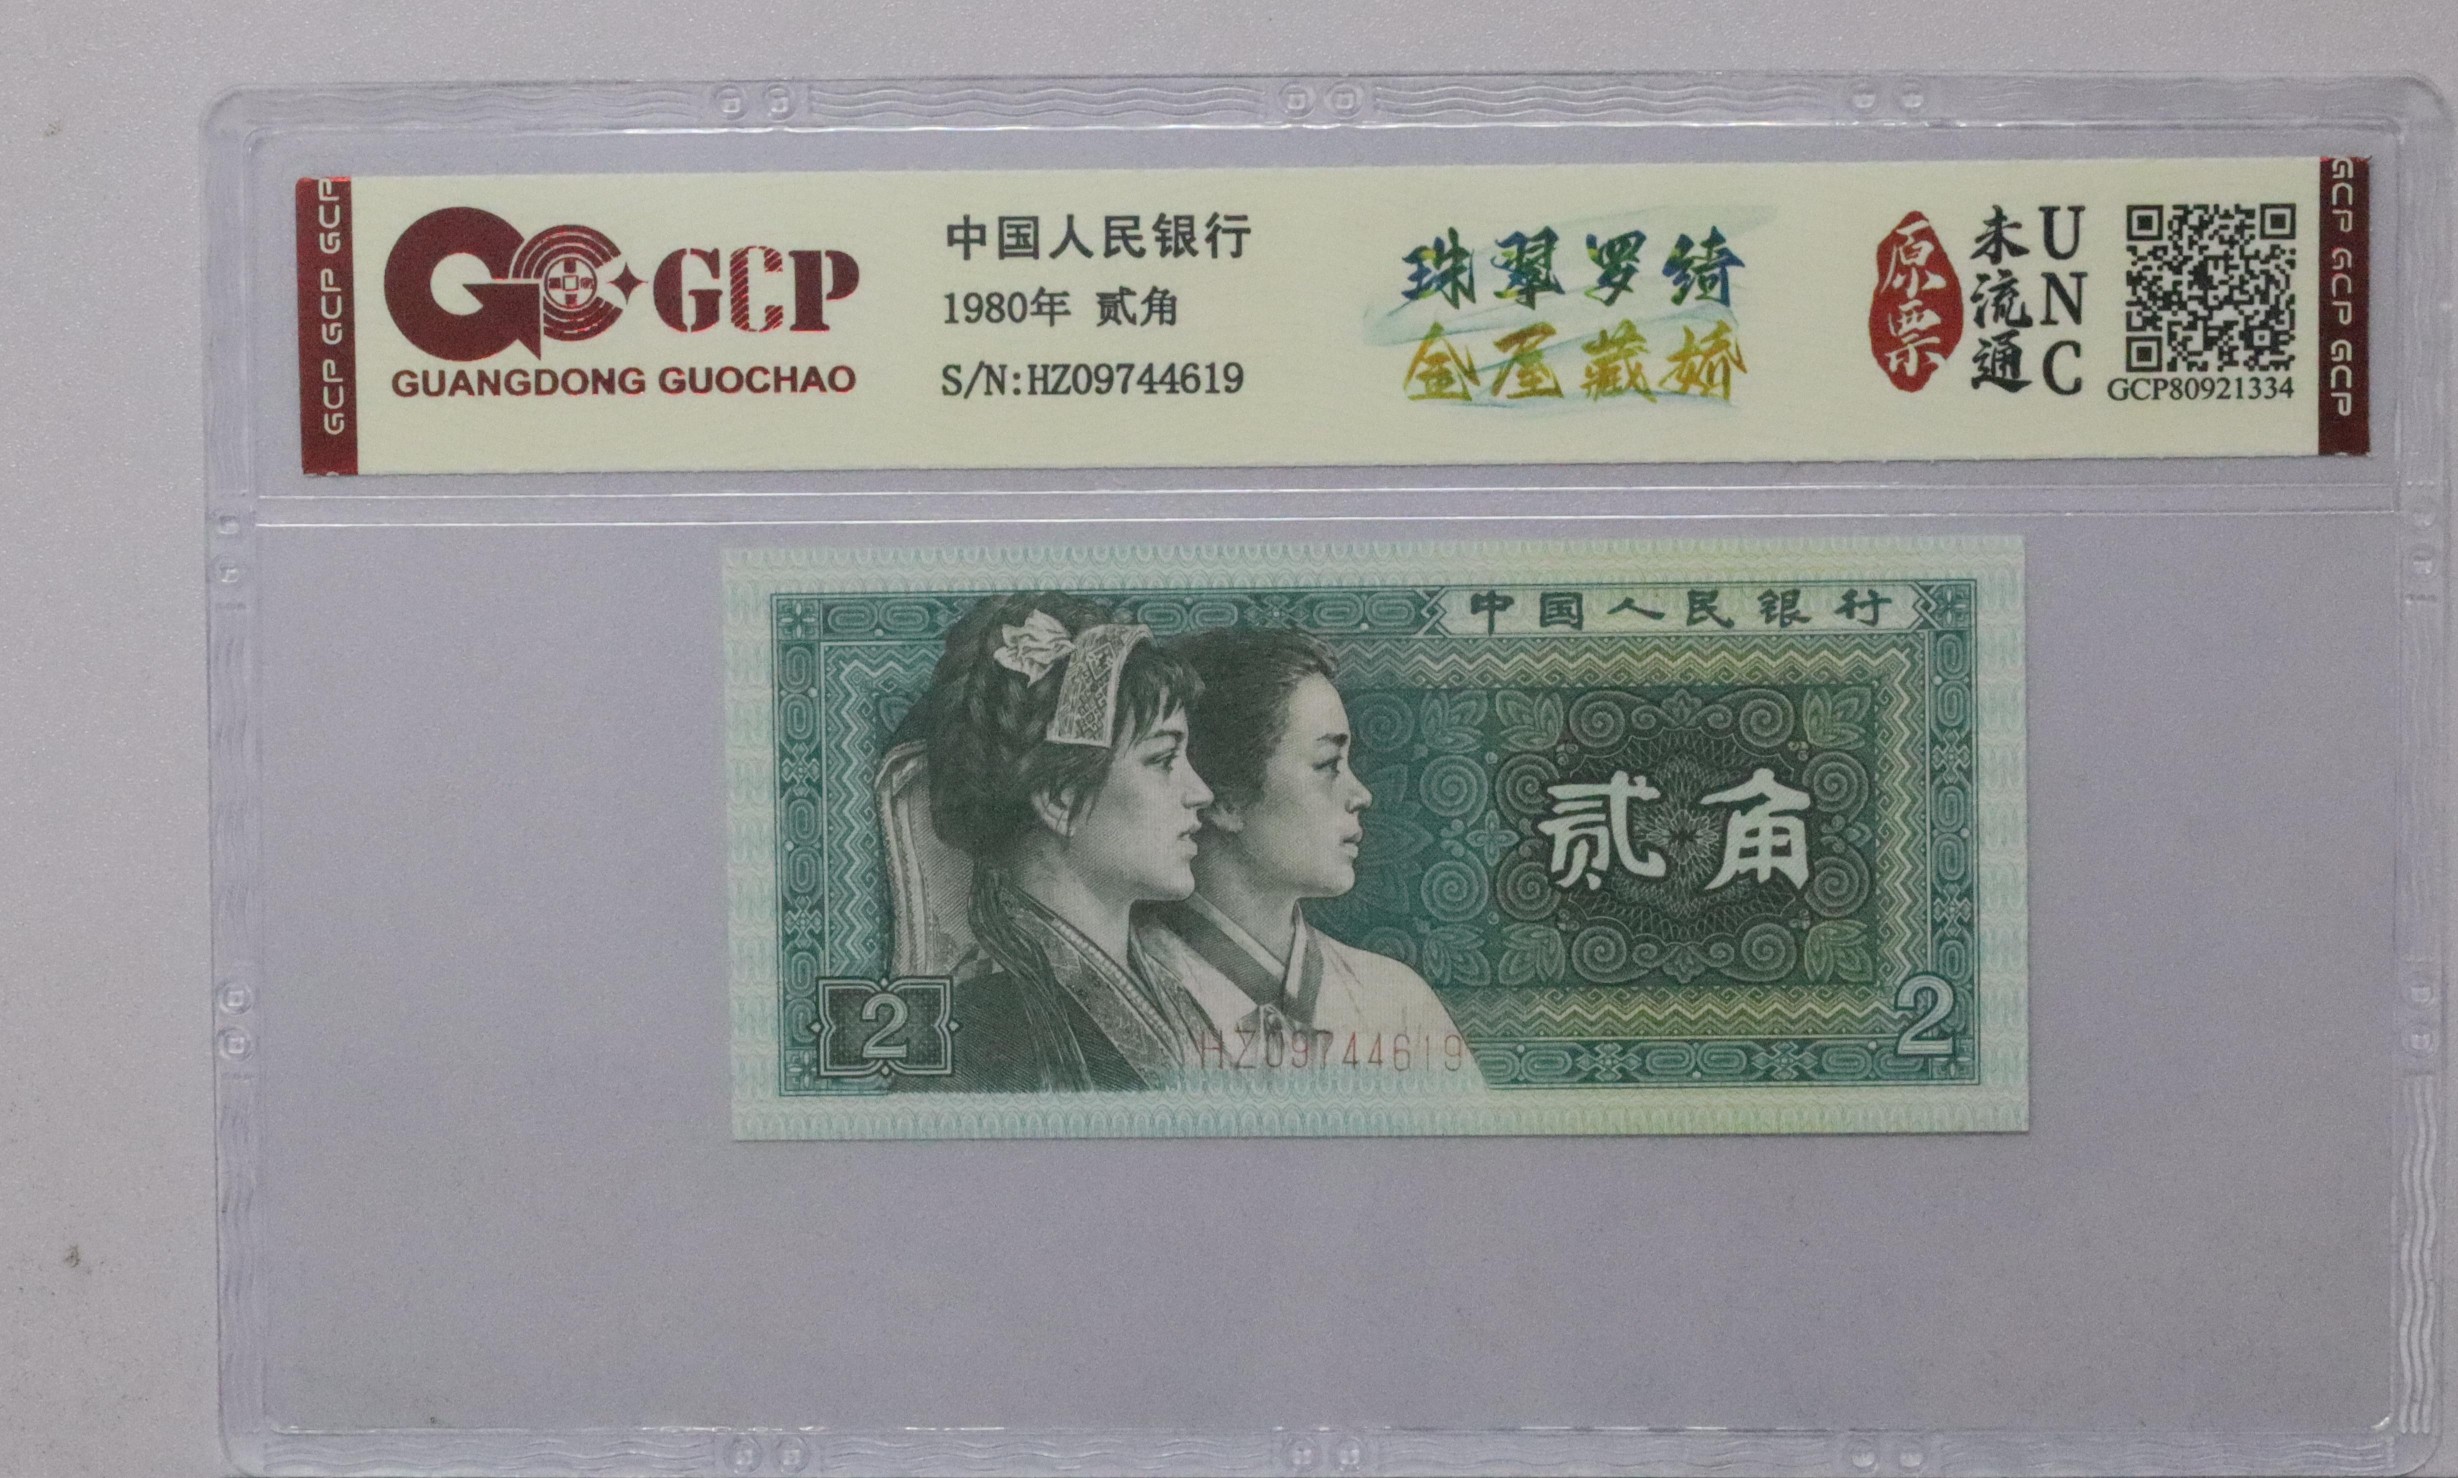 GCP GCP GCP
GCP
GUANGDONG GUOCHAO
中国人民银行
1980年 贰角
S/N:HZ09744619
珠翠罗绮
金屋藏娇
原票
未流通
UNC
GCP80921334
GCP GCP GCP
中国人民银行
贰角
2
HZ09744619
2